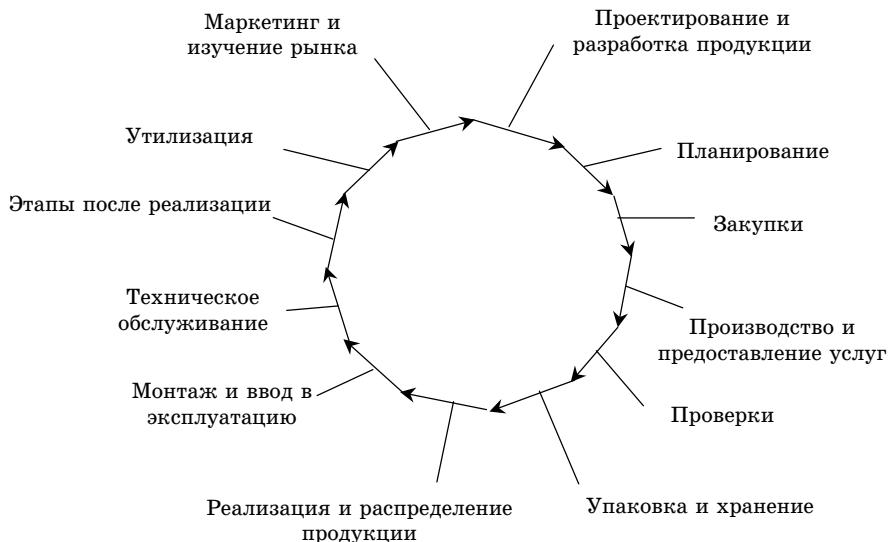 Маркетинг и
изучение рынка
Проектирование и
разработка продукции
Планирование
Закупки
Производство и
предоставление услуг
Проверки
Упаковка и хранение
Реализация и распределение
продукции
Монтаж и ввод в
эксплуатацию
Техническое
обслуживание
Этапы после реализации
Утилизация